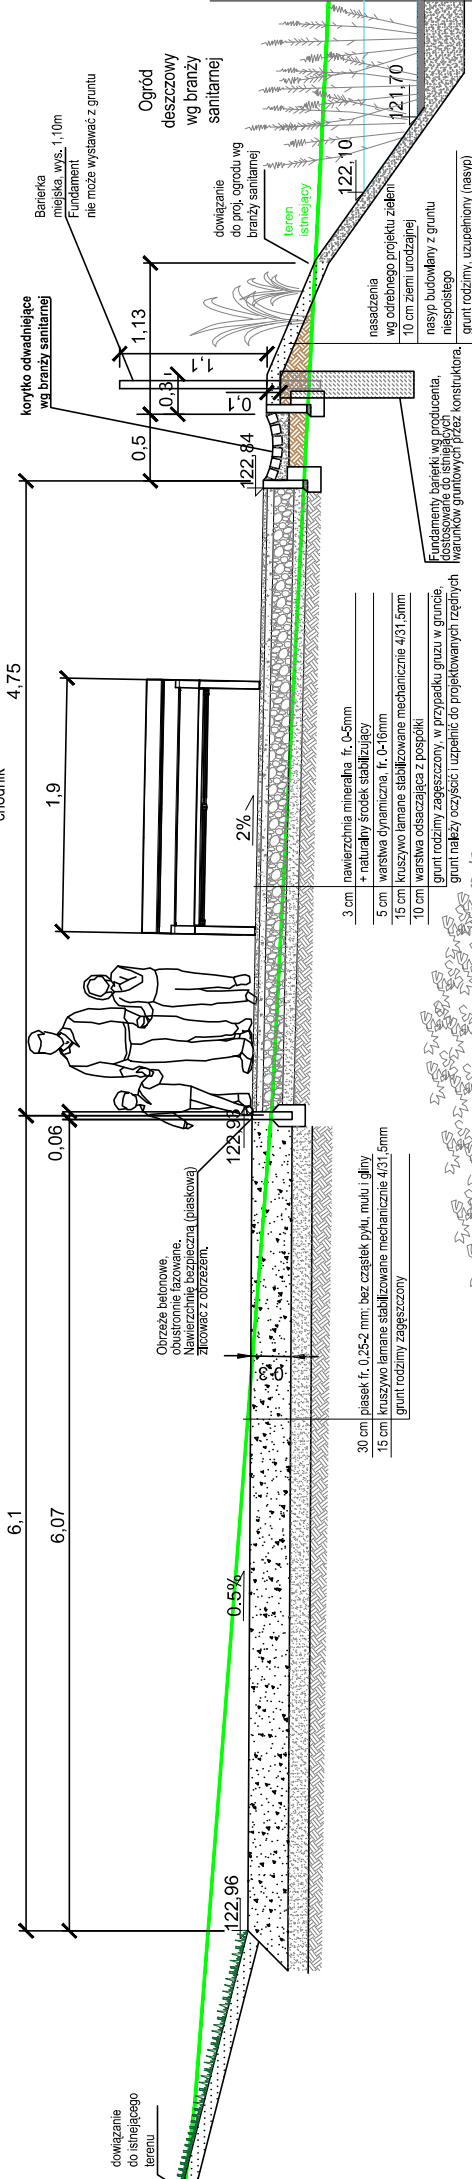 dowiązanie
do istniejącego
terenu
6,1
6,07
122,96
0.5%
0.3
30 cm piasek fr. 0,25-2 mm; bez cząstek pyłu, mułu i gliny
15 cm kruszywo łamane stabilizowane mechanicznie 4/31,5mm
grunt rodzimy zagęszczony
Obrzeże betonowe,
obustronnie fazowane.
Nawierzchnię bezpieczną (piaskową)
zlicować z obrzeżem.
0,06
122,93
chodnik
4,75
1,9
2%
3 cm nawierzchnia mineralna fr. 0-5mm
+ naturalny środek stabilizujący
5 cm warstwa dynamiczna, fr. 0-16mm
15 cm kruszywo łamane stabilizowane mechanicznie 4/31,5mm
10 cm warstwa odsączająca z pospółki
grunt rodzimy zagęszczony, w przypadku gruzu w gruncie,
grunt należy oczyścić i uzpełnić do projektowanych rzędnych
korytko odwadniające
wg branży sanitarnej
122,84
0,5
0,3
1,13
1,1
0,1
Barierka
miejska, wys. 1,10m
Fundament
nie może wystawać z gruntu
Fundamenty barierki wg producenta,
dostosowane do istniejących
warunków gruntowych przez konstruktora.
dowiązanie
do proj. ogrodu wg
branży sanitarnej
teren
istniejący
Ogród
deszczowy
wg branży
sanitarnej
122,10
121,70
nasadzenia
wg odrebnego projektu zieleni
10 cm ziemi urodzajnej
nasyp budowlany z gruntu
niespoistego
grunt rodzimy, uzupełniony (nasyp)